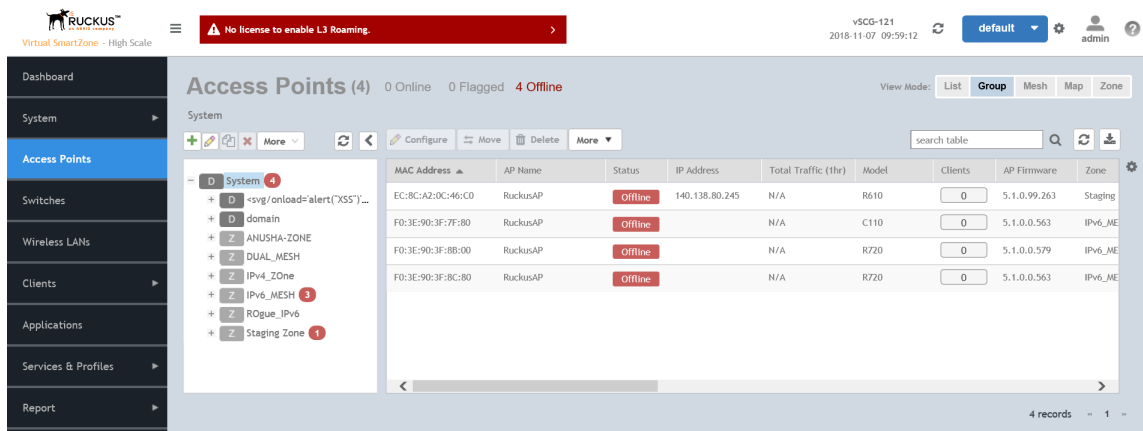 RUCKUS™
an ARRIS company
Virtual SmartZone - High Scale
No license to enable L3 Roaming.
vSCG-121
2018-11-07 09:59:12
default
admin
Dashboard
System
Access Points
Switches
Wireless LANs
Clients
Applications
Services & Profiles
Report
Access Points (4) 0 Online 0 Flagged 4 Offline
View Mode: List Group Mesh Map Zone
System
More
Configure Move Delete More
search table
D System 4
D <svg/onload='alert("XSS")'...
D domain
Z ANUSHA-ZONE
Z DUAL_MESH
Z IPv4_ZOne
Z IPv6_MESH 3
Z ROgue_IPv6
Z Staging Zone 1
MAC Address AP Name Status IP Address Total Traffic (1hr) Model Clients AP Firmware Zone
EC:8C:A2:0C:46:C0 RuckusAP Offline 140.138.80.245 N/A R610 0 5.1.0.99.263 Staging
F0:3E:90:3F:7F:80 RuckusAP Offline N/A C110 0 5.1.0.0.563 IPv6_ME
F0:3E:90:3F:8B:00 RuckusAP Offline N/A R720 0 5.1.0.0.579 IPv6_ME
F0:3E:90:3F:8C:80 RuckusAP Offline N/A R720 0 5.1.0.0.563 IPv6_ME
4 records « 1 »